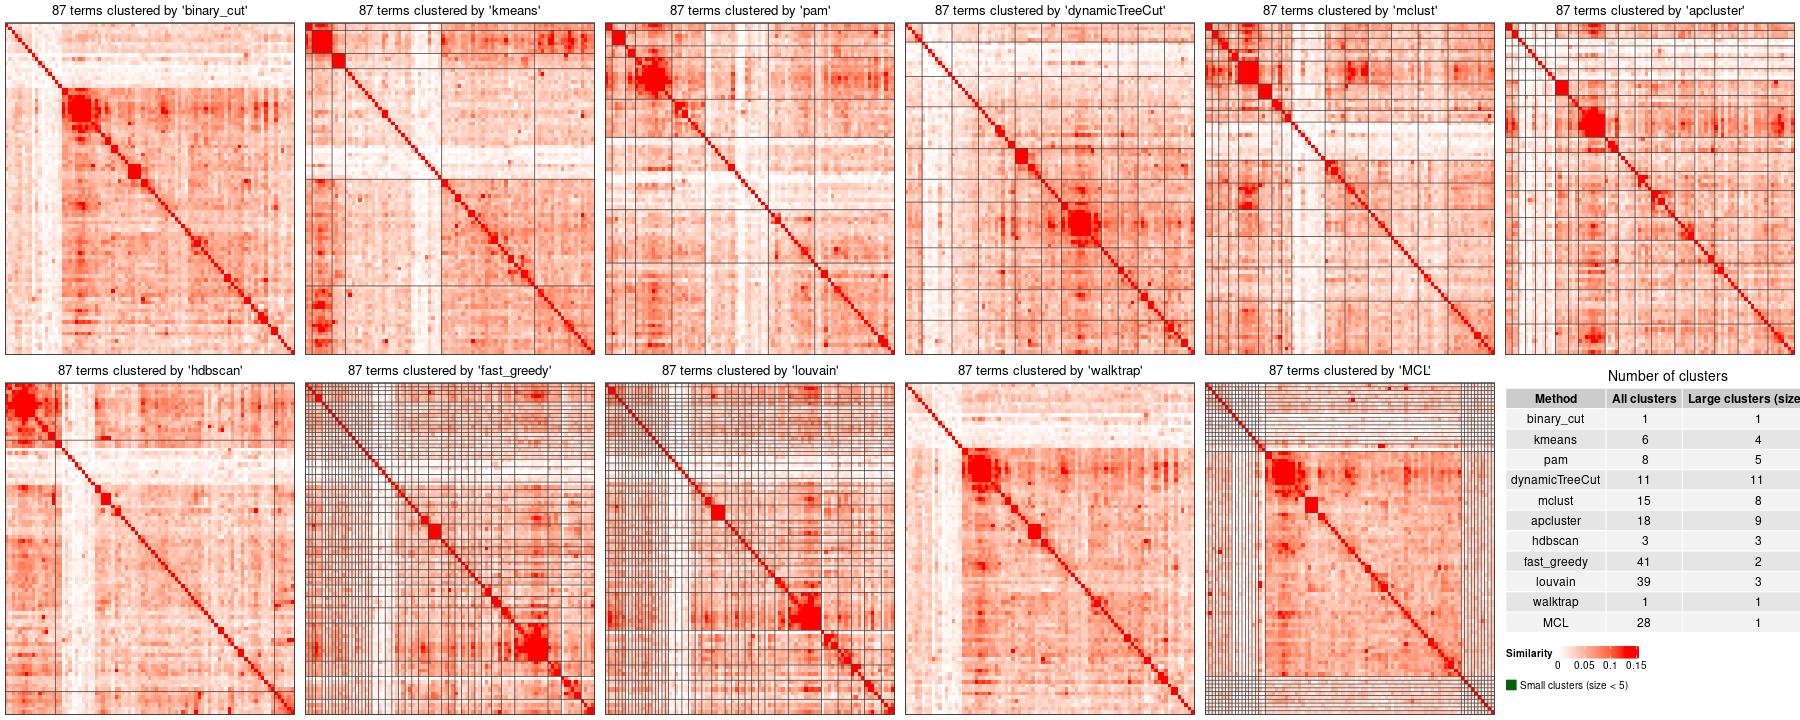 87 terms clustered by 'binary_cut'
87 terms clustered by 'kmeans'
87 terms clustered by 'pam'
87 terms clustered by 'dynamicTreeCut'
87 terms clustered by 'mclust'
87 terms clustered by 'apcluster'
87 terms clustered by 'hdbscan'
87 terms clustered by 'fast_greedy'
87 terms clustered by 'louvain'
87 terms clustered by 'walktrap'
87 terms clustered by 'MCL'
Number of clusters
Method All clusters Large clusters (size
binary_cut 1 1
kmeans 6 4
pam 8 5
dynamicTreeCut 11 11
mclust 15 8
apcluster 18 9
hdbscan 3 3
fast_greedy 41 2
louvain 39 3
walktrap 1 1
MCL 28 1
Similarity
0 0.05 0.1 0.15
Small clusters (size < 5)